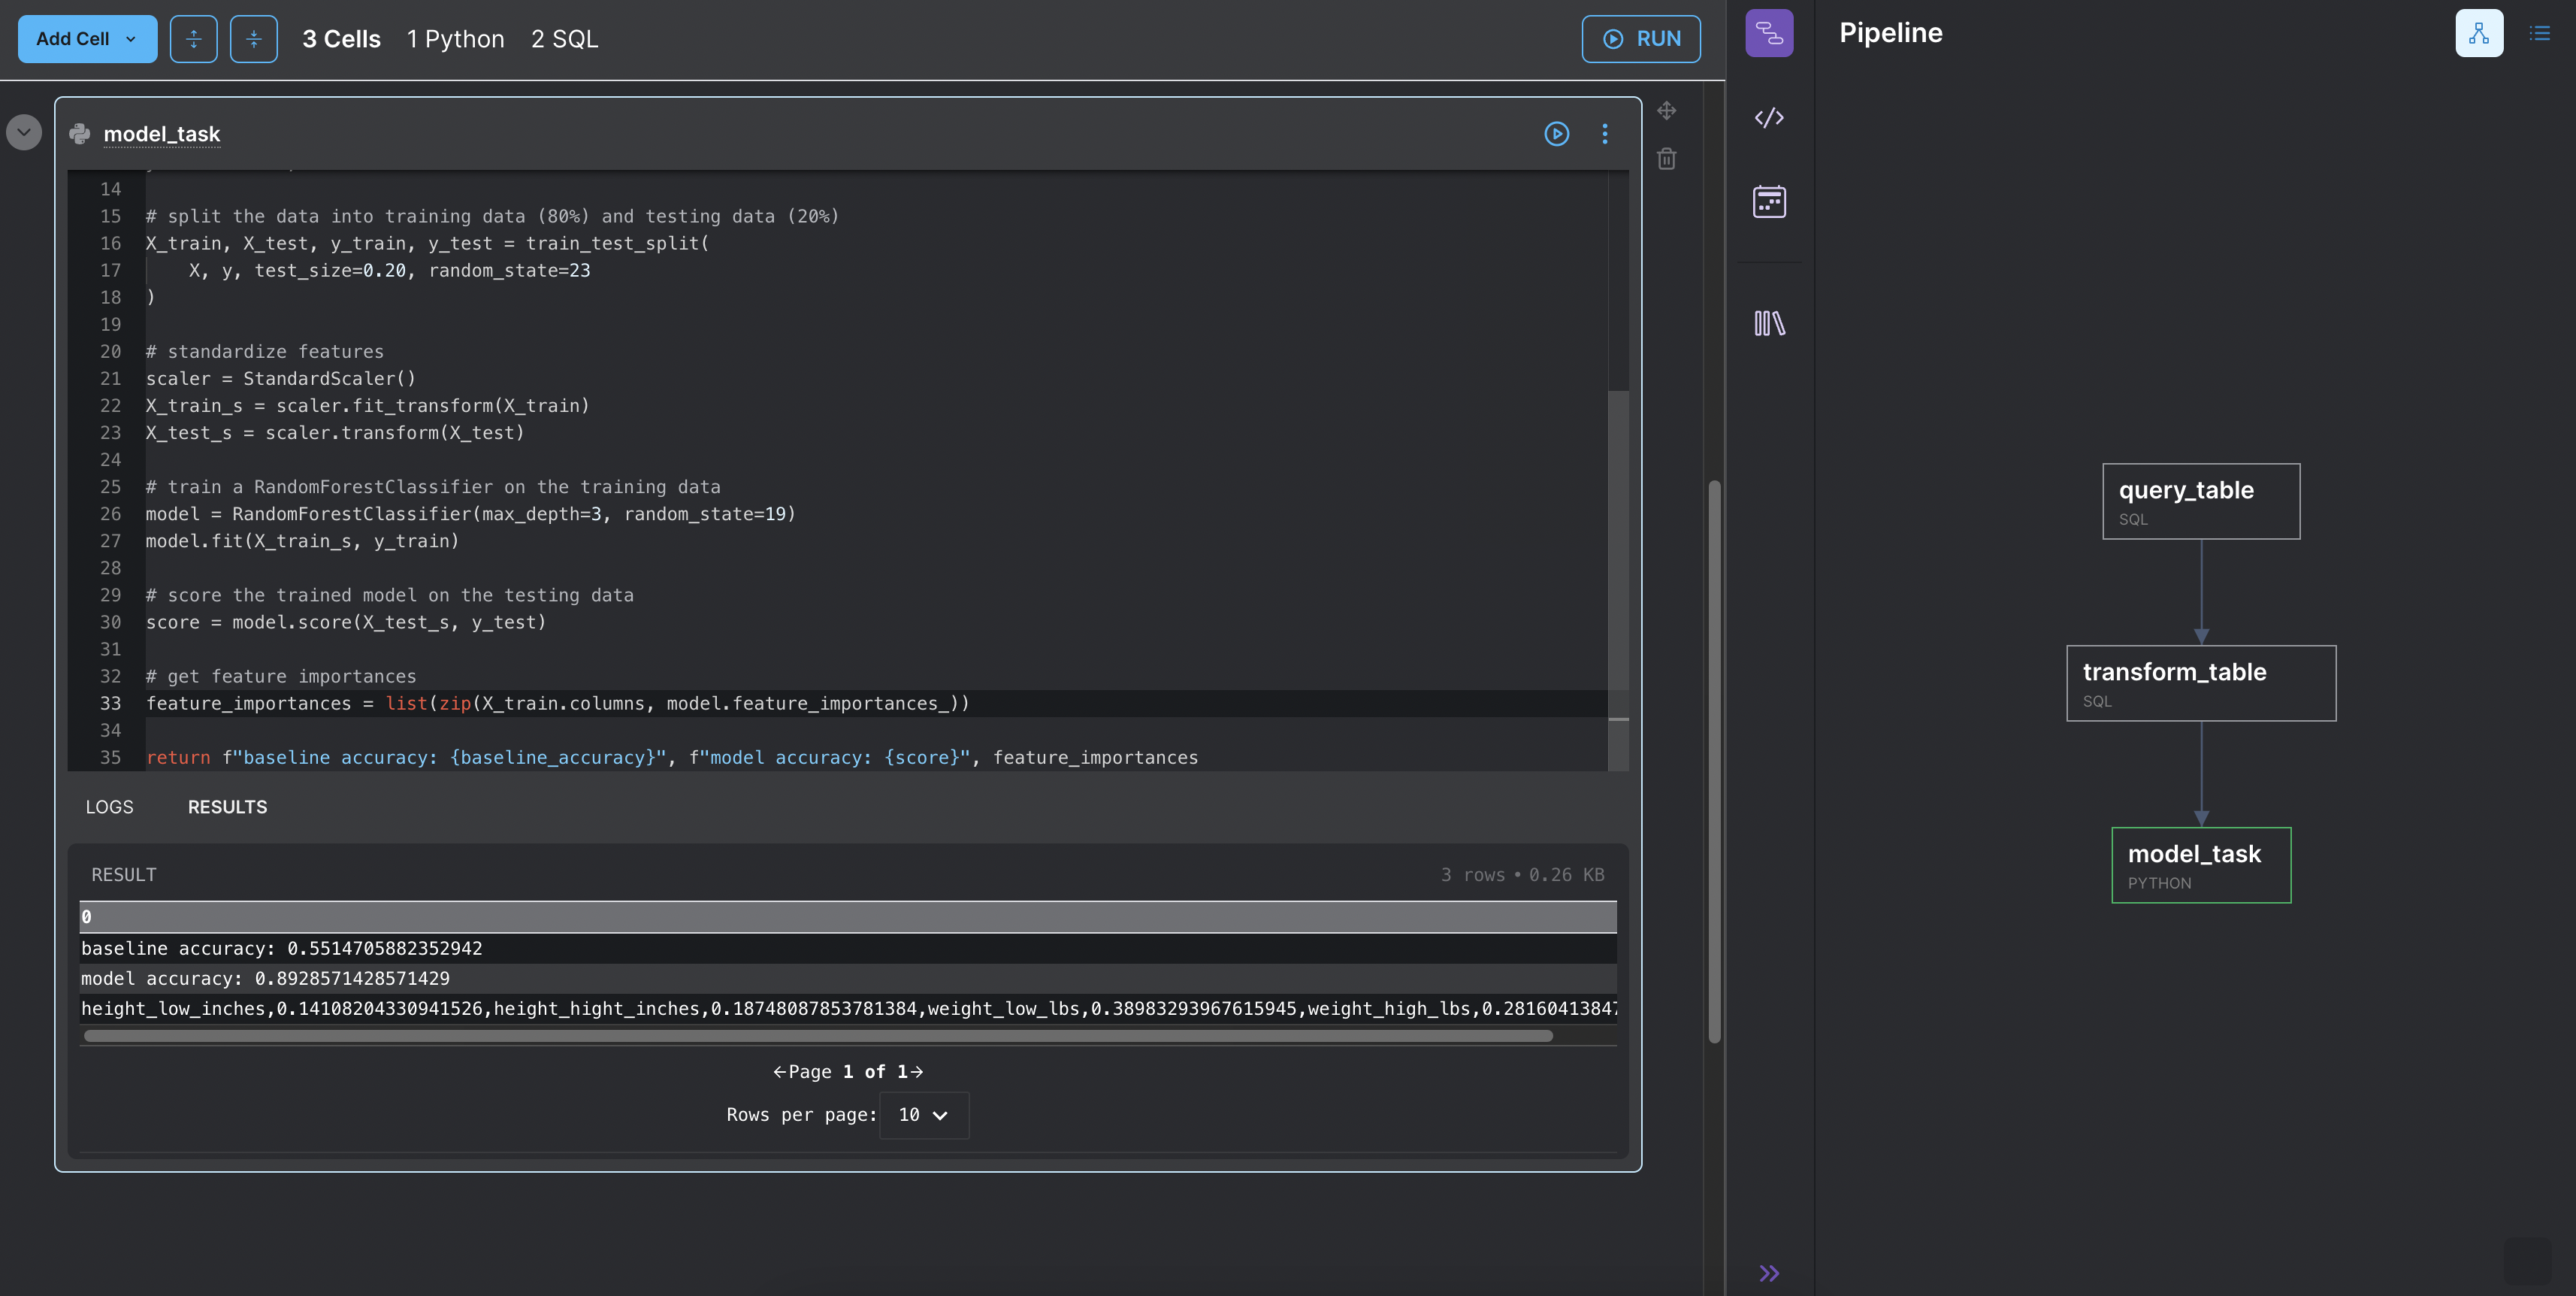 Add Cell
3 Cells 1 Python 2 SQL
RUN
model_task
14
15 # split the data into training data (80%) and testing data (20%)
16 X_train, X_test, y_train, y_test = train_test_split(
17     X, y, test_size=0.20, random_state=23
18 )
19
20 # standardize features
21 scaler = StandardScaler()
22 X_train_s = scaler.fit_transform(X_train)
23 X_test_s = scaler.transform(X_test)
24
25 # train a RandomForestClassifier on the training data
26 model = RandomForestClassifier(max_depth=3, random_state=19)
27 model.fit(X_train_s, y_train)
28
29 # score the trained model on the testing data
30 score = model.score(X_test_s, y_test)
31
32 # get feature importances
33 feature_importances = list(zip(X_train.columns, model.feature_importances_))
34
35 return f"baseline accuracy: {baseline_accuracy}", f"model accuracy: {score}", feature_importances
LOGS RESULTS
RESULT 3 rows • 0.26 KB
0
baseline accuracy: 0.5514705882352942
model accuracy: 0.8928571428571429
height_low_inches,0.14108204330941526,height_hight_inches,0.18748087853781384,weight_low_lbs,0.38983293967615945,weight_high_lbs,0.28160413847
←Page 1 of 1→
Rows per page: 10
Pipeline
query_table
SQL
transform_table
SQL
model_task
PYTHON